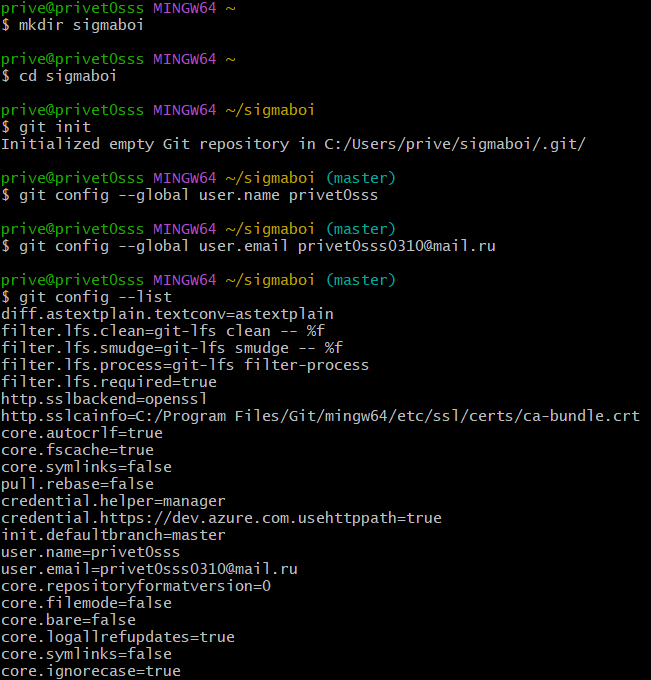 prive@privet0sss MINGW64 ~
$ mkdir sigmaboi
prive@privet0sss MINGW64 ~
$ cd sigmaboi
prive@privet0sss MINGW64 ~/sigmaboi
$ git init
Initialized empty Git repository in C:/Users/prive/sigmaboi/.git/
prive@privet0sss MINGW64 ~/sigmaboi (master)
$ git config --global user.name privet0sss
prive@privet0sss MINGW64 ~/sigmaboi (master)
$ git config --global user.email privet0sss0310@mail.ru
prive@privet0sss MINGW64 ~/sigmaboi (master)
$ git config --list
diff.astextplain.textconv=astextplain
filter.lfs.clean=git-lfs clean -- %f
filter.lfs.smudge=git-lfs smudge -- %f
filter.lfs.process=git-lfs filter-process
filter.lfs.required=true
http.sslbackend=openssl
http.sslcainfo=C:/Program Files/Git/mingw64/etc/ssl/certs/ca-bundle.crt
core.autocrlf=true
core.fscache=true
core.symlinks=false
pull.rebase=false
credential.helper=manager
credential.https://dev.azure.com.usehttppath=true
init.defaultbranch=master
user.name=privet0sss
user.email=privet0sss0310@mail.ru
core.repositoryformatversion=0
core.filemode=false
core.bare=false
core.logallrefupdates=true
core.symlinks=false
core.ignorecase=true